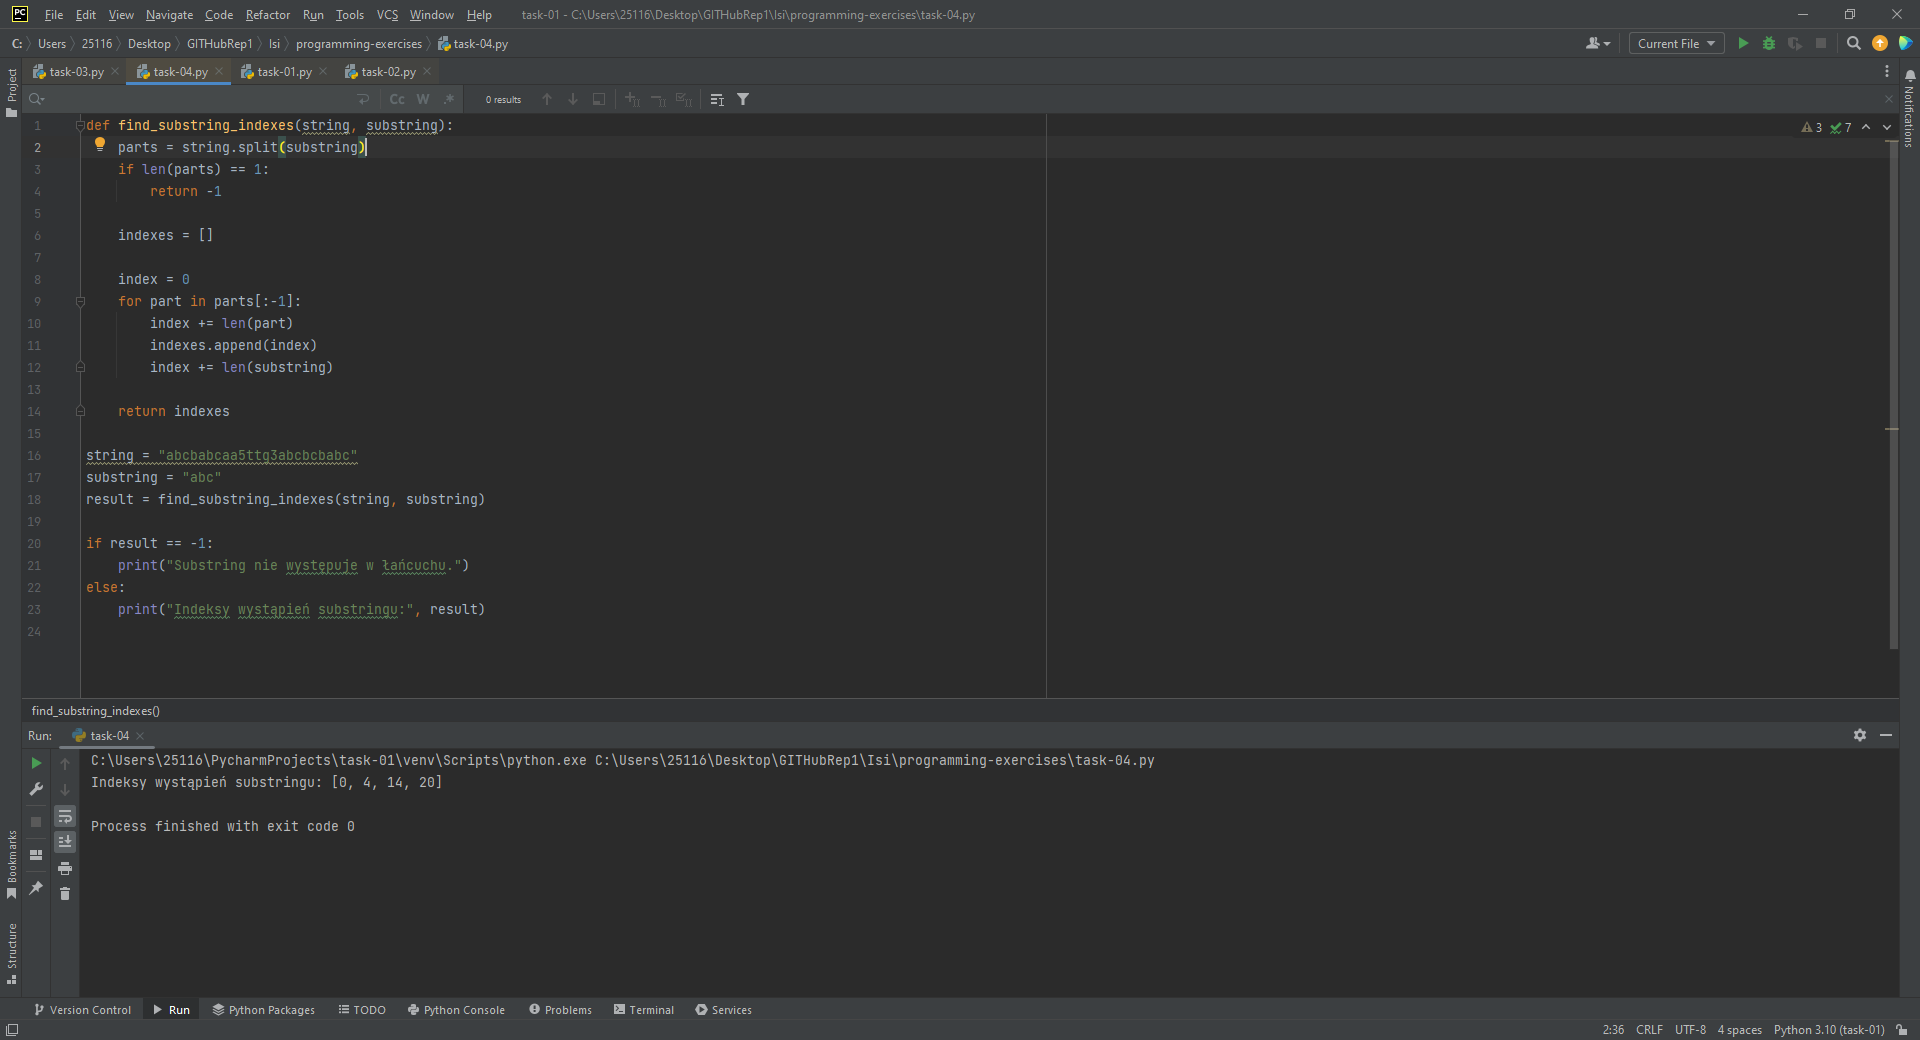 PC File Edit View Navigate Code Refactor Run Tools VCS Window Help task-01 - C:\Users\25116\Desktop\GITHubRep1\Isi\programming-exercises\task-04.py
C: Users 25116 Desktop GITHubRep1 Isi programming-exercises task-04.py Current File
task-03.py task-04.py task-01.py task-02.py
Cc W .* 0 results
Project
Notifications
3 7
1 def find_substring_indexes(string, substring):
2 parts = string.split(substring)
3 if len(parts) == 1:
4 return -1
5
6 indexes = []
7
8 index = 0
9 for part in parts[:-1]:
10 index += len(part)
11 indexes.append(index)
12 index += len(substring)
13
14 return indexes
15
16 string = "abcbabcaa5ttg3abcbcbabc"
17 substring = "abc"
18 result = find_substring_indexes(string, substring)
19
20 if result == -1:
21 print("Substring nie występuje w łańcuchu.")
22 else:
23 print("Indeksy wystąpień substringu:", result)
24
find_substring_indexes()
Run: task-04
C:\Users\25116\PycharmProjects\task-01\venv\Scripts\python.exe C:\Users\25116\Desktop\GITHubRep1\Isi\programming-exercises\task-04.py
Indeksy wystąpień substringu: [0, 4, 14, 20]
Process finished with exit code 0
Bookmarks
Structure
Version Control Run Python Packages TODO Python Console Problems Terminal Services
2:36 CRLF UTF-8 4 spaces Python 3.10 (task-01)